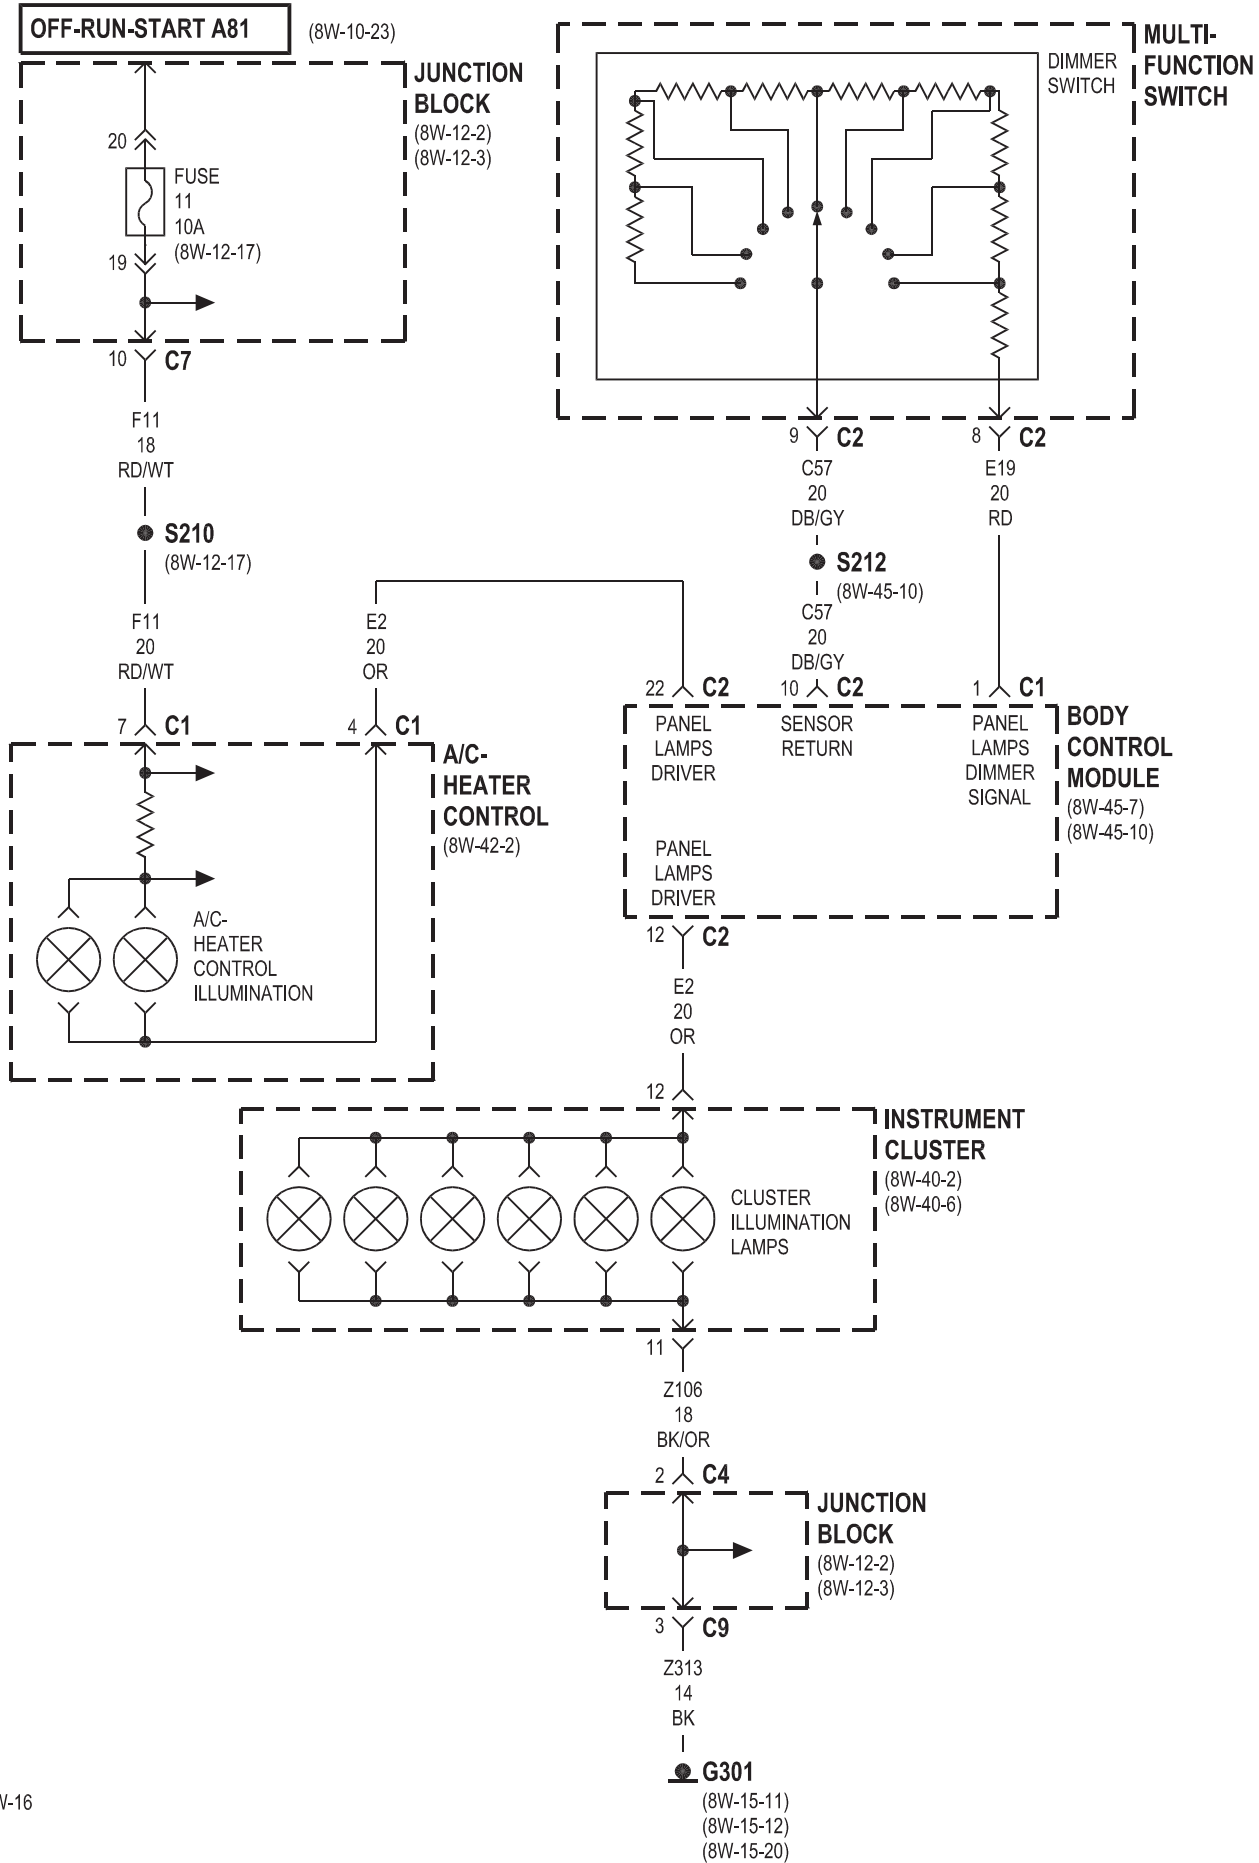 OFF-RUN-START A81
(8W-10-23)
JUNCTION
BLOCK
(8W-12-2)
(8W-12-3)
20
FUSE
11
10A
(8W-12-17)
19
10
C7
F11
18
RD/WT
S210
(8W-12-17)
F11
20
RD/WT
7
C1
E2
20
OR
4
C1
A/C-
HEATER
CONTROL
(8W-42-2)
A/C-
HEATER
CONTROL
ILLUMINATION
MULTI-
FUNCTION
SWITCH
DIMMER
SWITCH
9
C2
C57
20
DB/GY
S212
(8W-45-10)
C57
20
DB/GY
8
C2
E19
20
RD
22
C2
10
C2
1
C1
PANEL
LAMPS
DRIVER
SENSOR
RETURN
PANEL
LAMPS
DIMMER
SIGNAL
BODY
CONTROL
MODULE
(8W-45-7)
(8W-45-10)
PANEL
LAMPS
DRIVER
12
C2
E2
20
OR
12
INSTRUMENT
CLUSTER
(8W-40-2)
(8W-40-6)
CLUSTER
ILLUMINATION
LAMPS
11
Z106
18
BK/OR
2
C4
JUNCTION
BLOCK
(8W-12-2)
(8W-12-3)
3
C9
Z313
14
BK
G301
(8W-15-11)
(8W-15-12)
(8W-15-20)
W-16